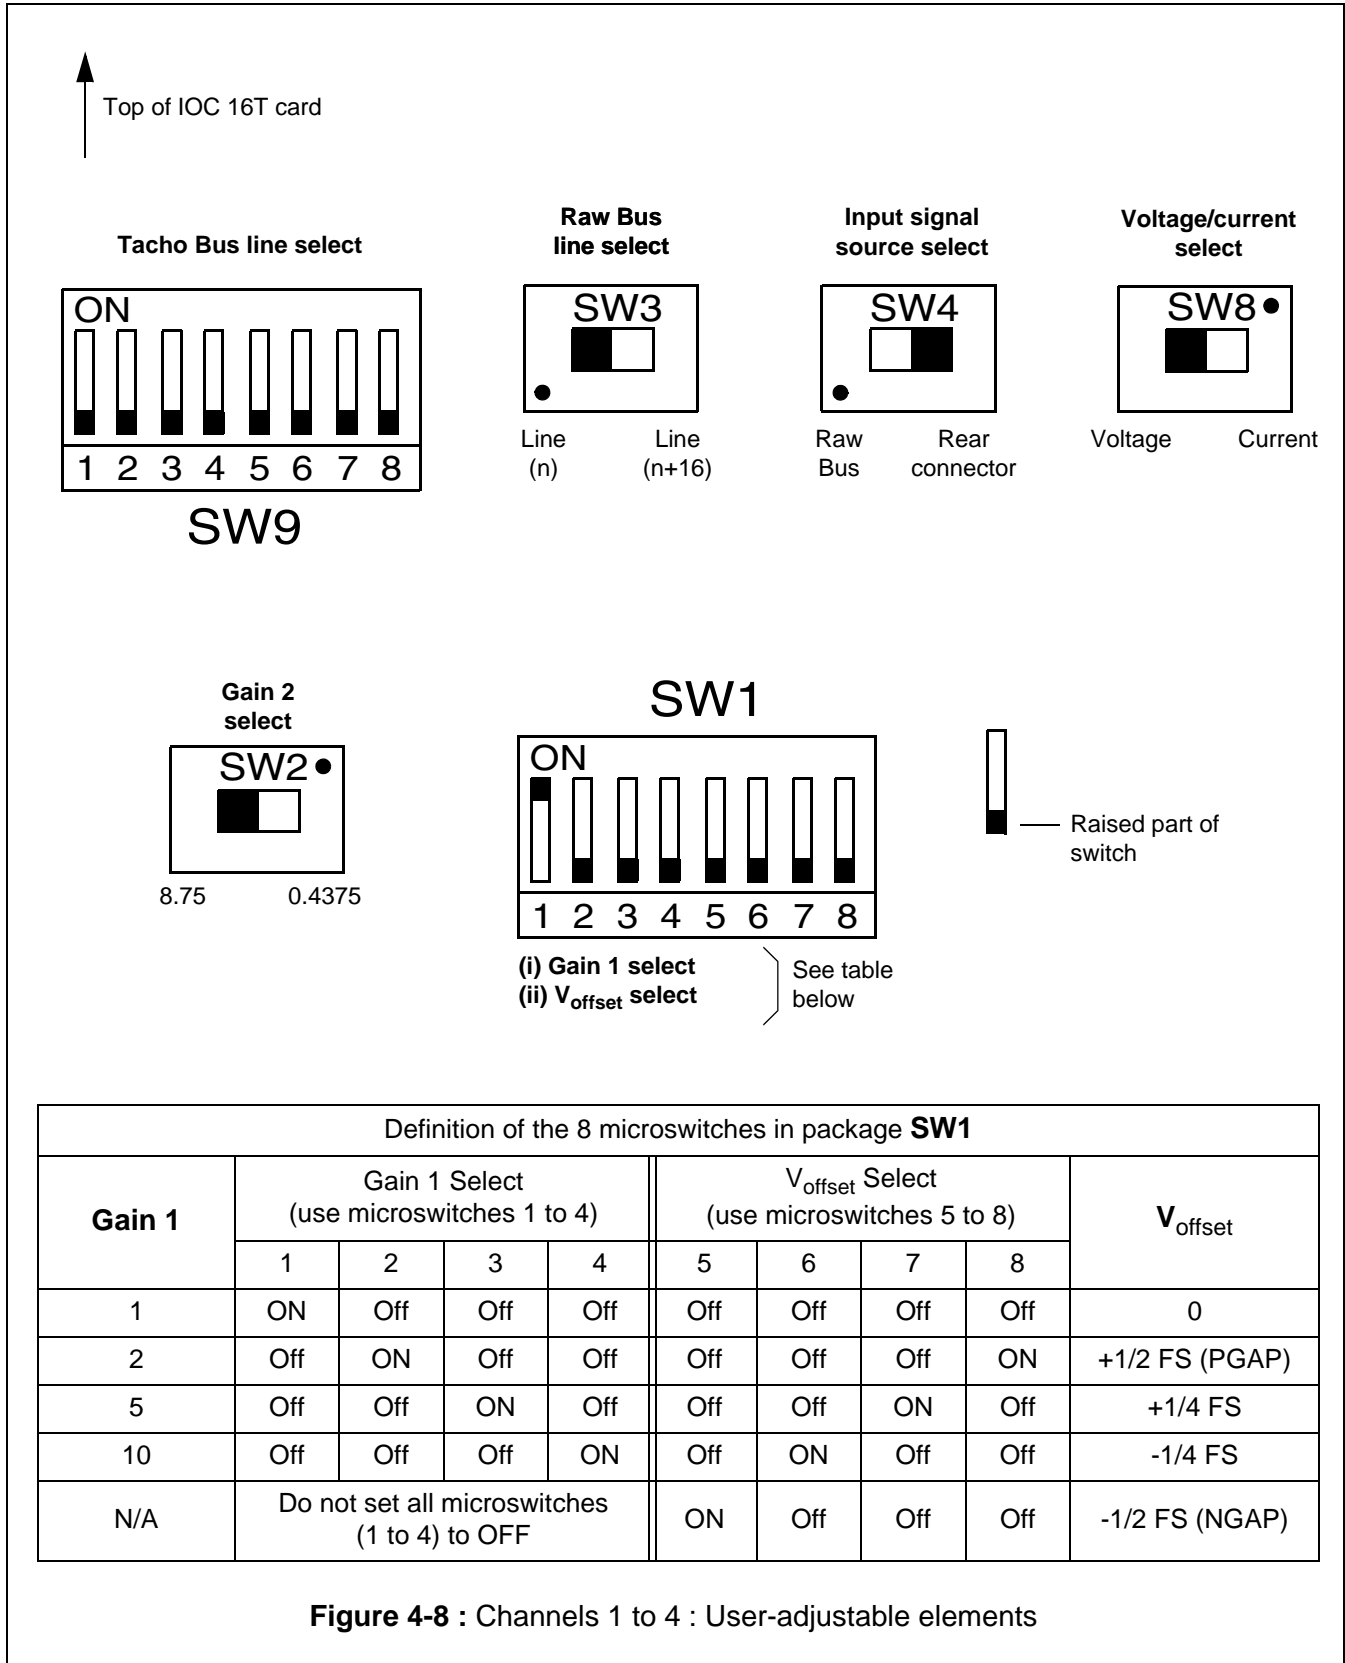 Top of IOC 16T card
Tacho Bus line select
Raw Bus
line select
Input signal
source select
Voltage/current
select
ON
1 2 3 4 5 6 7 8
SW9
SW3
Line
(n)
Line
(n+16)
SW4
Raw
Bus
Rear
connector
SW8
Voltage
Current
Gain 2
select
SW2
8.75
0.4375
SW1
ON
1 2 3 4 5 6 7 8
(i) Gain 1 select
(ii) Voffset select
See table
below
Raised part of
switch
Definition of the 8 microswitches in package SW1
Gain 1
Gain 1 Select
(use microswitches 1 to 4)
Voffset Select
(use microswitches 5 to 8)
Voffset
1 2 3 4 5 6 7 8
1 ON Off Off Off Off Off Off Off 0
2 Off ON Off Off Off Off Off ON +1/2 FS (PGAP)
5 Off Off ON Off Off Off ON Off +1/4 FS
10 Off Off Off ON Off ON Off Off -1/4 FS
N/A Do not set all microswitches
(1 to 4) to OFF
ON Off Off Off -1/2 FS (NGAP)
Figure 4-8 : Channels 1 to 4 : User-adjustable elements